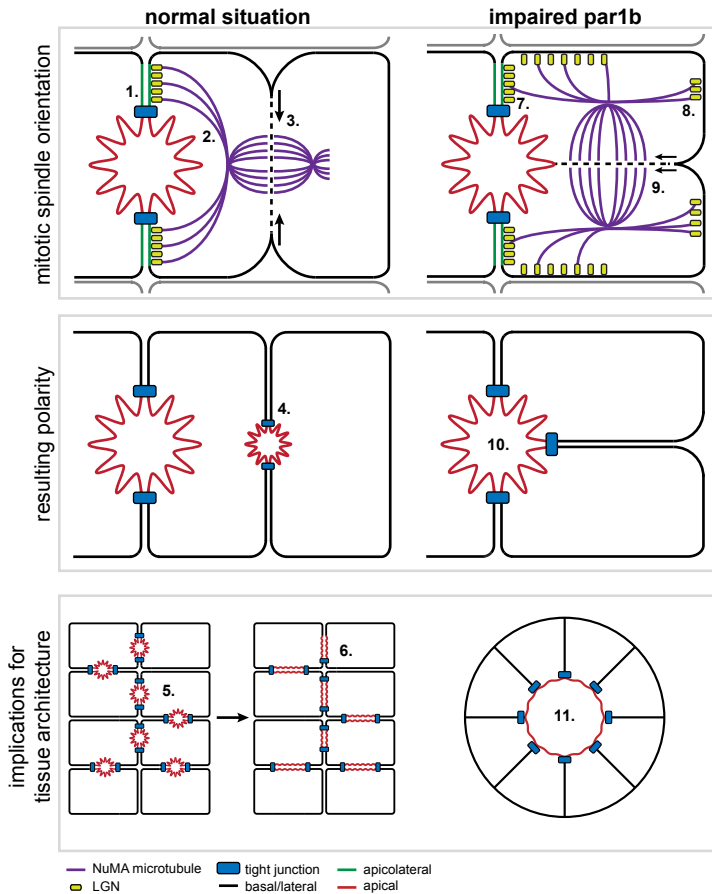 normal situation
impaired par1b
mitotic spindle orientation
1.
2.
3.
7.
8.
9.
resulting polarity
4.
10.
implications for
tissue architecture
5.
6.
11.
NuMA microtubule
tight junction
apicolateral
LGN
basal/lateral
apical